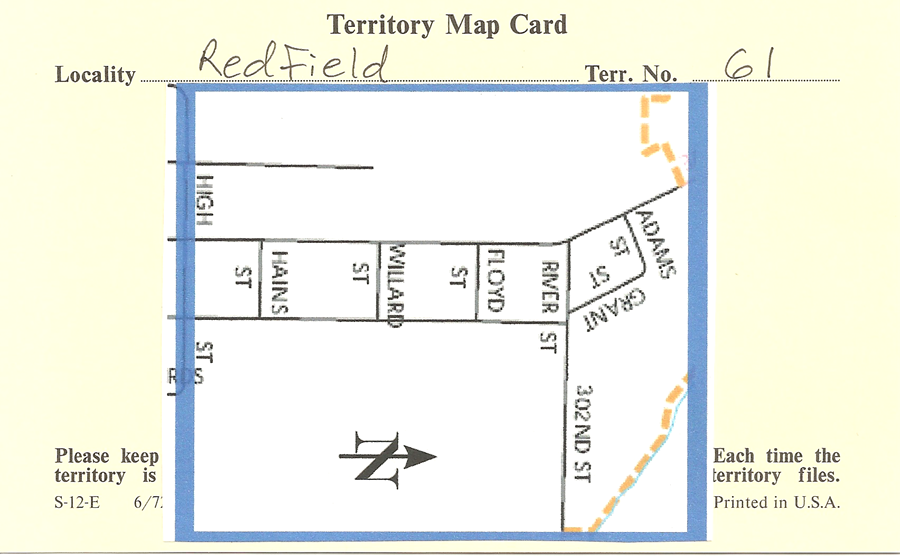 Territory Map Card
Locality RedField Terr. No. 61
HIGH
ST
HAINS
ST
WILLARD
ST
FLOYD
RIVER
ST
ADAMS
ST
ST
GRANT
ST
RDS
302ND ST
N
Please keep Each time the
territory is territory files.
S-12-E 6/72 Printed in U.S.A.